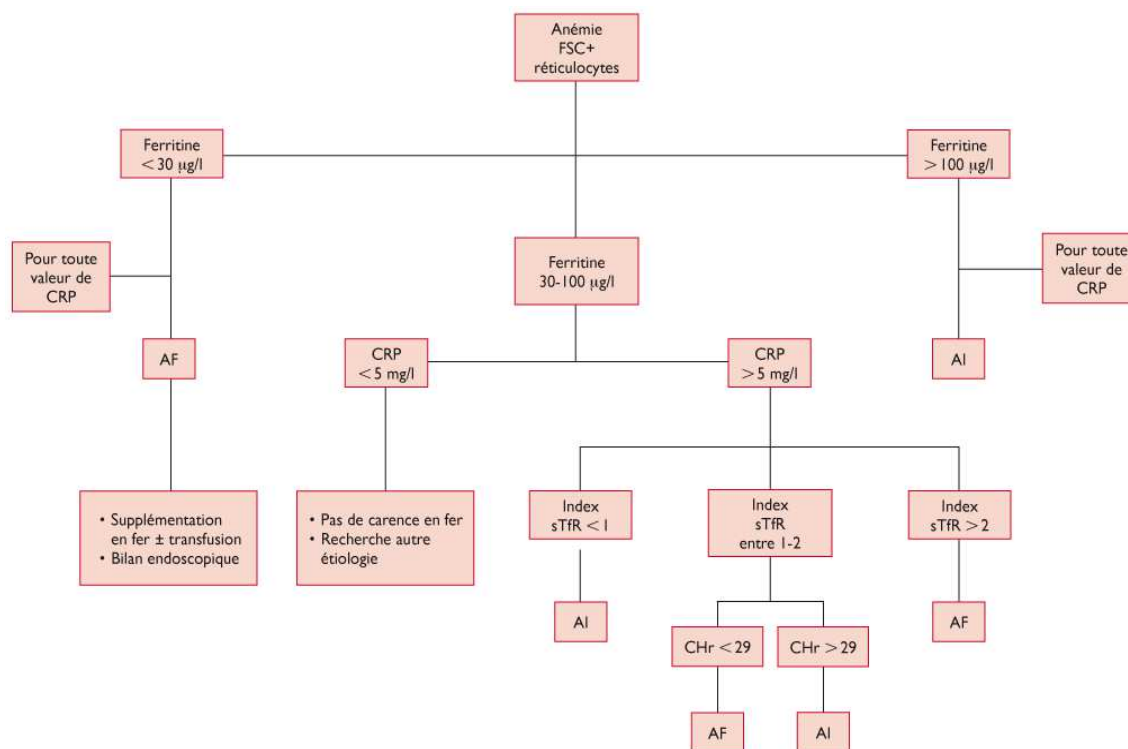 Anémie
FSC+
réticulocytes
Ferritine
< 30 µg/l
Ferritine
> 100 µg/l
Pour toute
valeur de
CRP
Ferritine
30-100 µg/l
Pour toute
valeur de
CRP
AF
CRP
< 5 mg/l
CRP
> 5 mg/l
AI
• Supplémentation
en fer ± transfusion
• Bilan endoscopique
• Pas de carence en fer
• Recherche autre
étiologie
Index
sTfR < 1
Index
sTfR
entre 1-2
Index
sTfR > 2
AI
AF
CHr < 29
CHr > 29
AF
AI